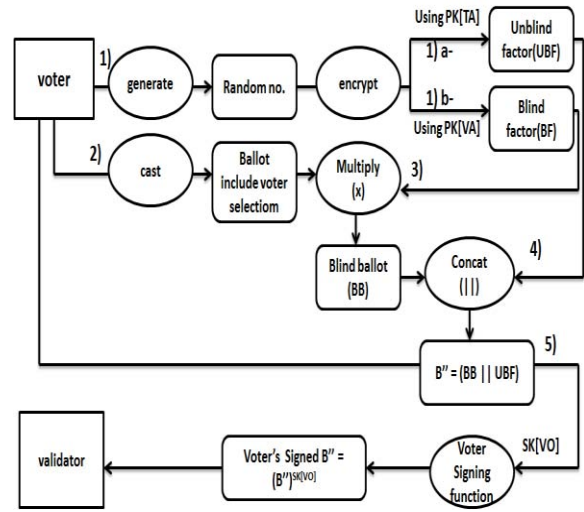 Using PK[TA]
Unblind
factor(UBF)
1)
voter
generate
Random no.
encrypt
1) a-
1) b-
Using PK[VA]
Blind
factor(BF)
2)
cast
Ballot
include voter
selectiom
Multiply
(x)
3)
Blind ballot
(BB)
Concat
(||)
4)
B" = (BB || UBF)
5)
SK[VO]
validator
Voter's Signed B" =
(B")SK[VO]
Voter
Signing
function